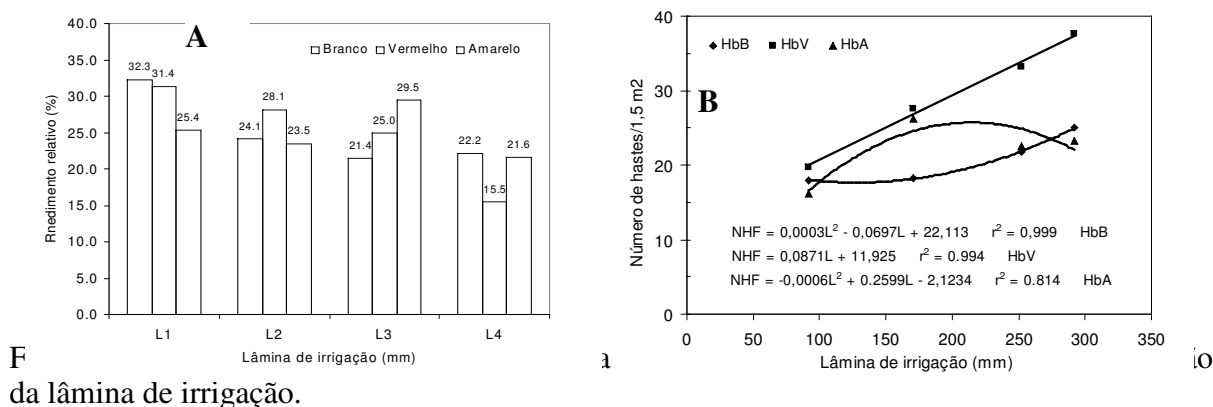 A
Branco Vermelho Amarelo
Rnedimento relativo (%)
40.0
35.0
30.0
25.0
20.0
15.0
10.0
5.0
0.0
32.3 31.4 25.4
24.1 28.1 23.5
21.4 25.0 29.5
22.2 15.5 21.6
L1 L2 L3 L4
Lâmina de irrigação (mm)
B
HbB HbV HbA
Número de hastes/1,5 m2
40
30
20
10
0
NHF = 0,0003L² - 0,0697L + 22,113 r² = 0,999 HbB
NHF = 0,0871L + 11,925 r² = 0.994 HbV
NHF = -0,0006L² + 0.2599L - 2,1234 r² = 0.814 HbA
0 50 100 150 200 250 300 350
Lâmina de irrigação (mm)
F
da lâmina de irrigação.